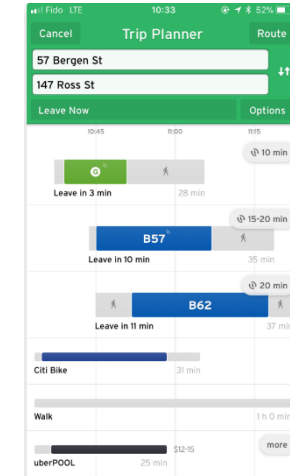 Fido LTE 10:33 52%
Cancel Trip Planner Route
57 Bergen St
147 Ross St
Leave Now Options
10:45 11:00 11:15
10 min
G
Leave in 3 min 28 min
15-20 min
B57
Leave in 10 min 35 min
20 min
B62
Leave in 11 min 37 min
Citi Bike 31 min
Walk 1 h 0 min
$12-15 more
uberPOOL 25 min